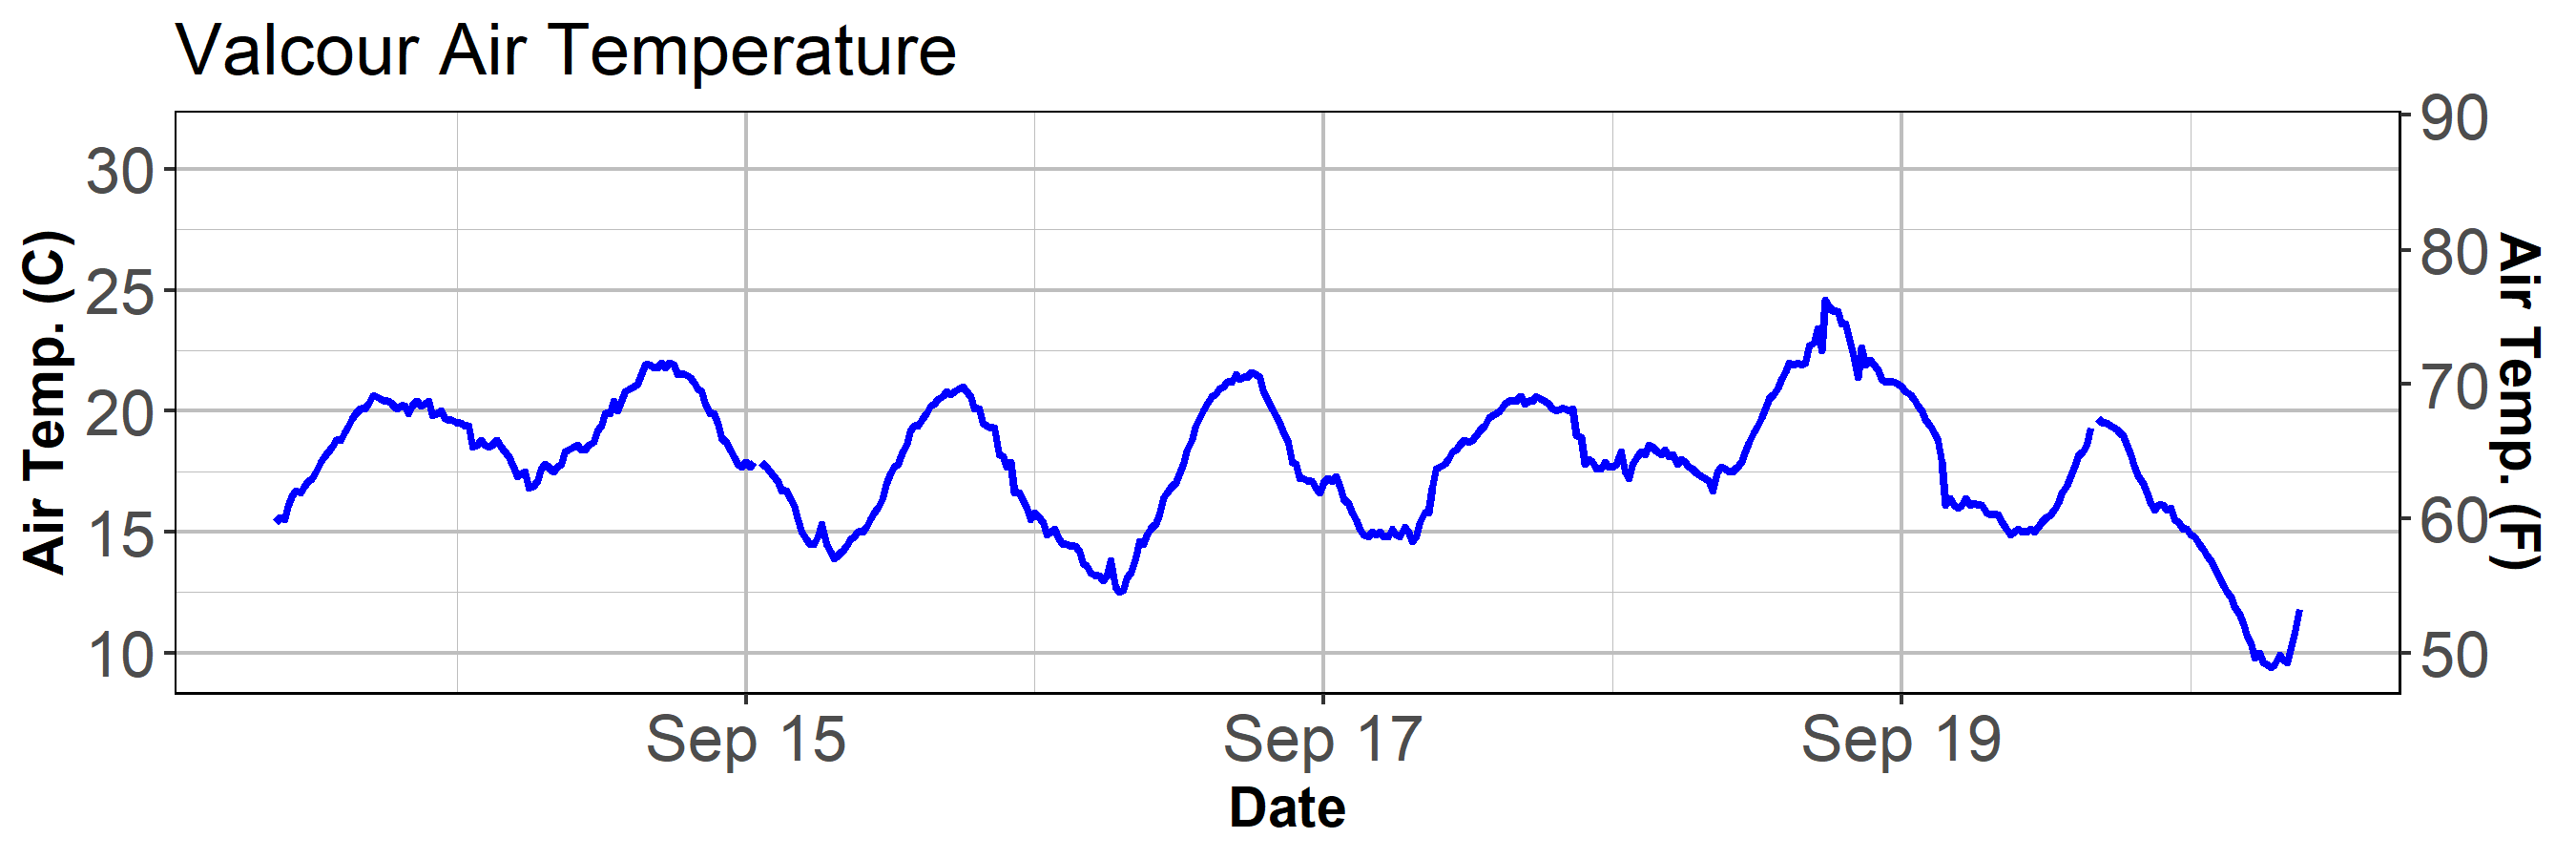 Valcour Air Temperature
Air Temp. (C)
30
25
20
15
10
90
80
70
60
50
Air Temp. (F)
Sep 15
Sep 17
Sep 19
Date